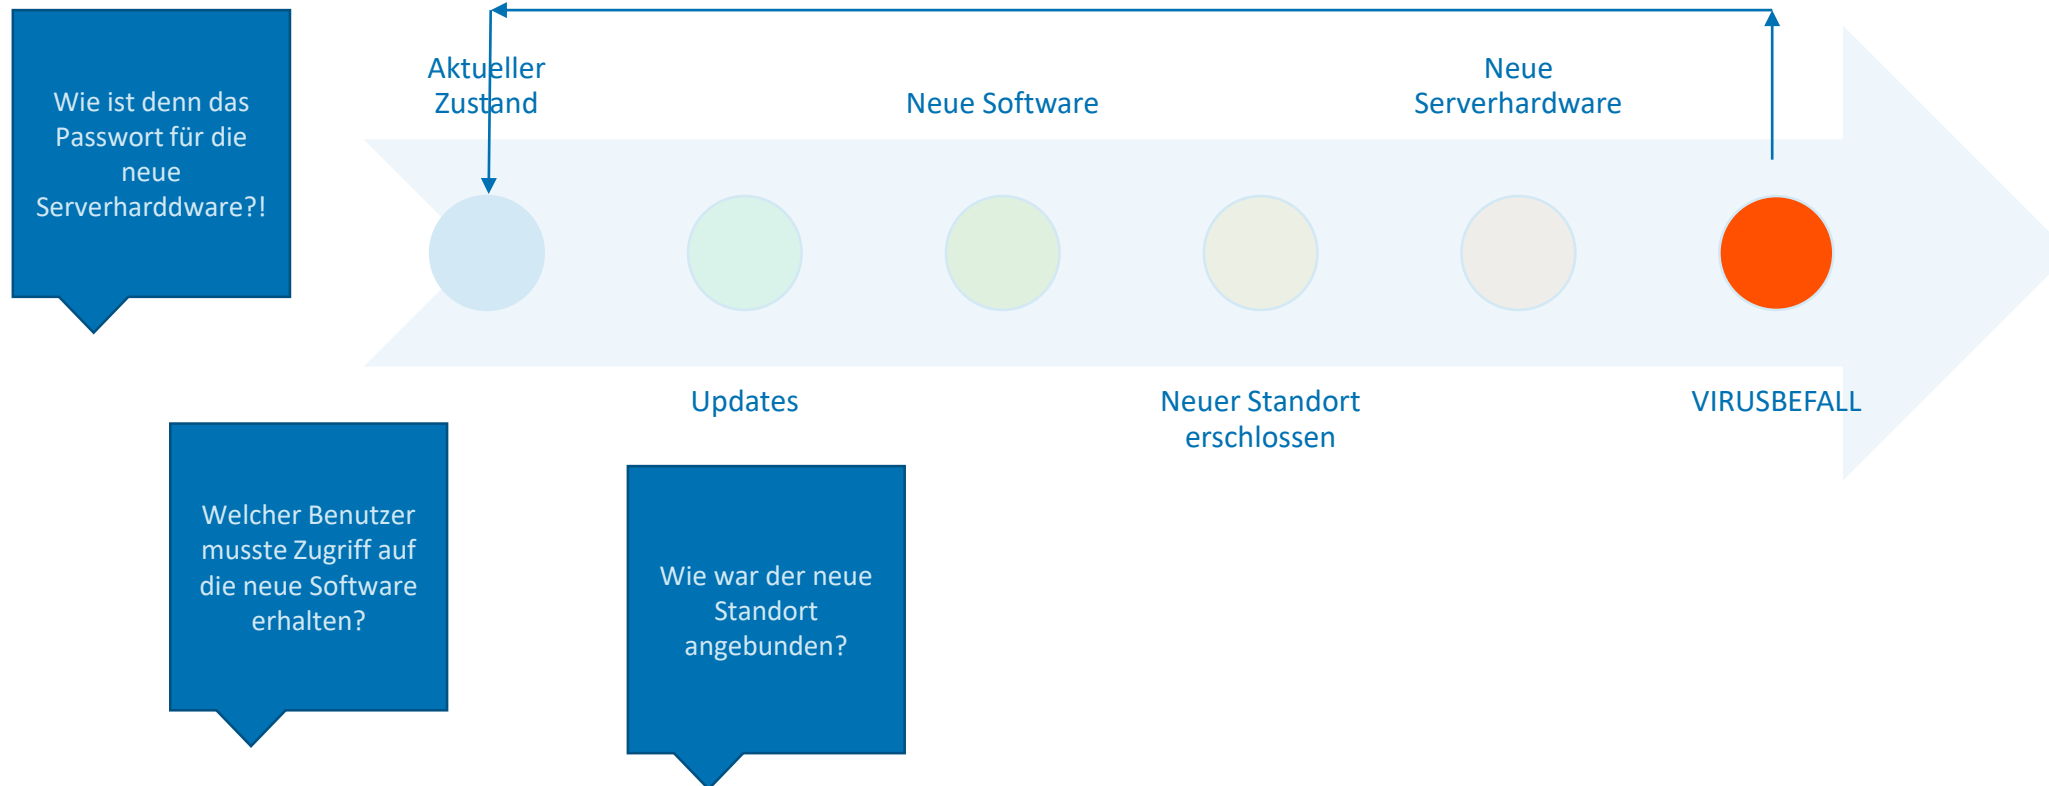 Wie ist denn das
Passwort für die
neue
Serverharddware?!
Aktueller
Zustand
Neue Software
Neue
Serverhardware
Updates
Neuer Standort
erschlossen
VIRUSBEFALL
Welcher Benutzer
musste Zugriff auf
die neue Software
erhalten?
Wie war der neue
Standort
angebunden?